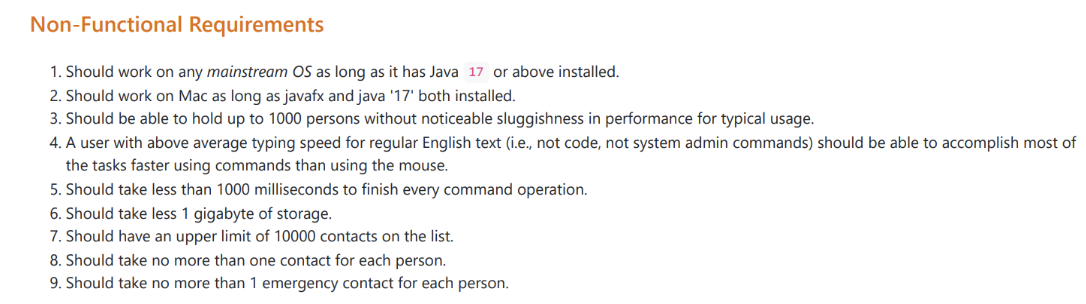 Non-Functional Requirements
1. Should work on any mainstream OS as long as it has Java 17 or above installed.
2. Should work on Mac as long as javafx and java '17' both installed.
3. Should be able to hold up to 1000 persons without noticeable sluggishness in performance for typical usage.
4. A user with above average typing speed for regular English text (i.e., not code, not system admin commands) should be able to accomplish most of
the tasks faster using commands than using the mouse.
5. Should take less than 1000 milliseconds to finish every command operation.
6. Should take less 1 gigabyte of storage.
7. Should have an upper limit of 10000 contacts on the list.
8. Should take no more than one contact for each person.
9. Should take no more than 1 emergency contact for each person.